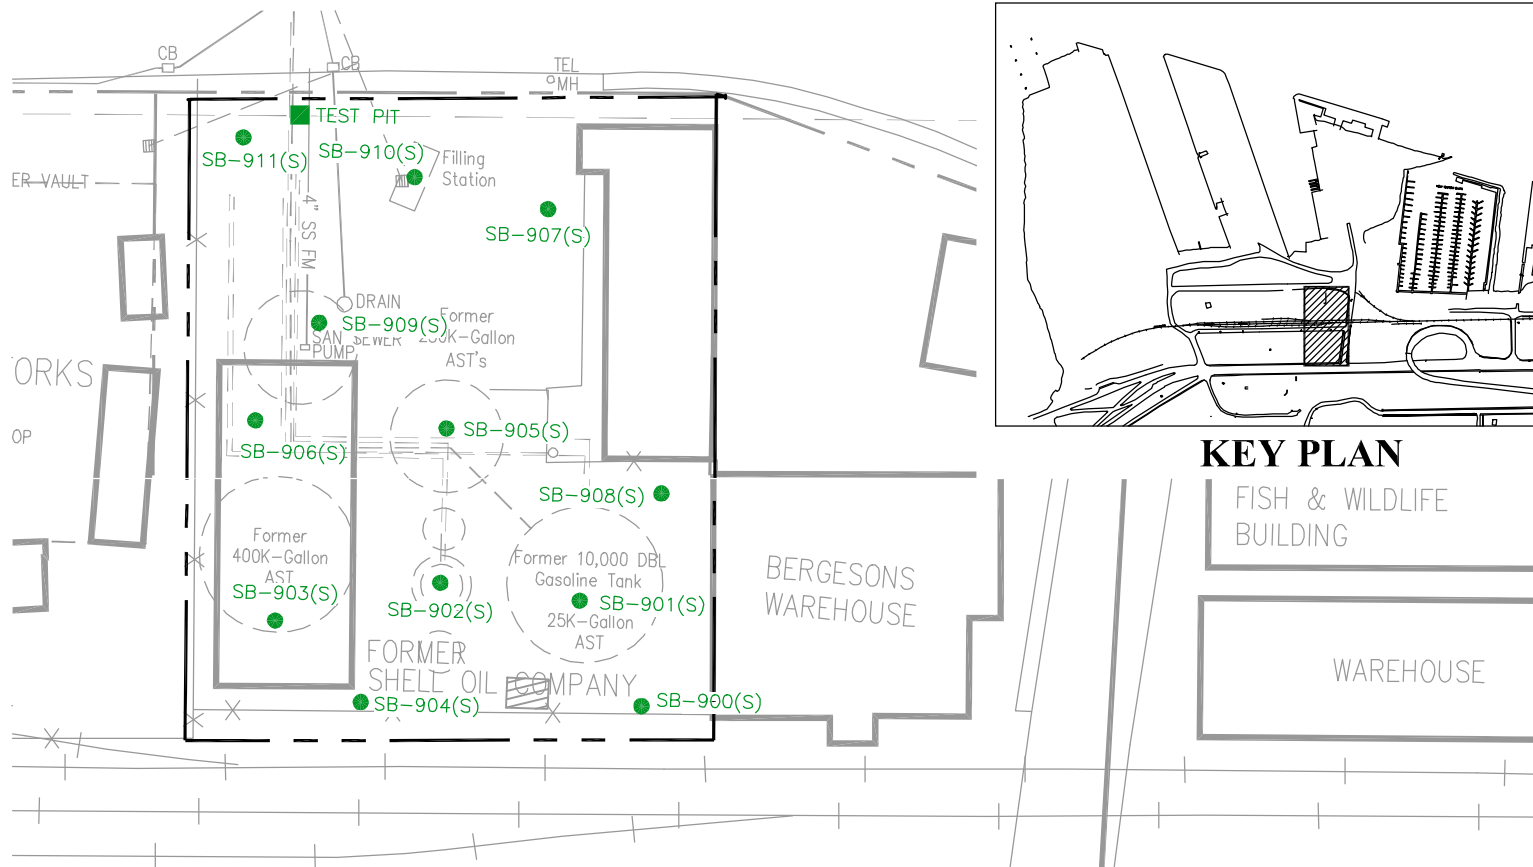 CB
CB
TEL
MH
TEST PIT
SB-911(S)
SB-910(S)
Filling
Station
ER VAULT
4" SS FM
SB-907(S)
DRAIN
SB-909(S)
Former
K-Gallon
AST's
SAN
SEWER
PUMP
ORKS
OP
SB-906(S)
SB-905(S)
KEY PLAN
SB-908(S)
FISH & WILDLIFE
BUILDING
Former
400K-Gallon
AST
SB-903(S)
SB-902(S)
Former 10,000 DBL
Gasoline Tank
SB-901(S)
25K-Gallon
AST
BERGESONS
WAREHOUSE
FORMER
SHELL OIL COMPANY
WAREHOUSE
SB-904(S)
SB-900(S)